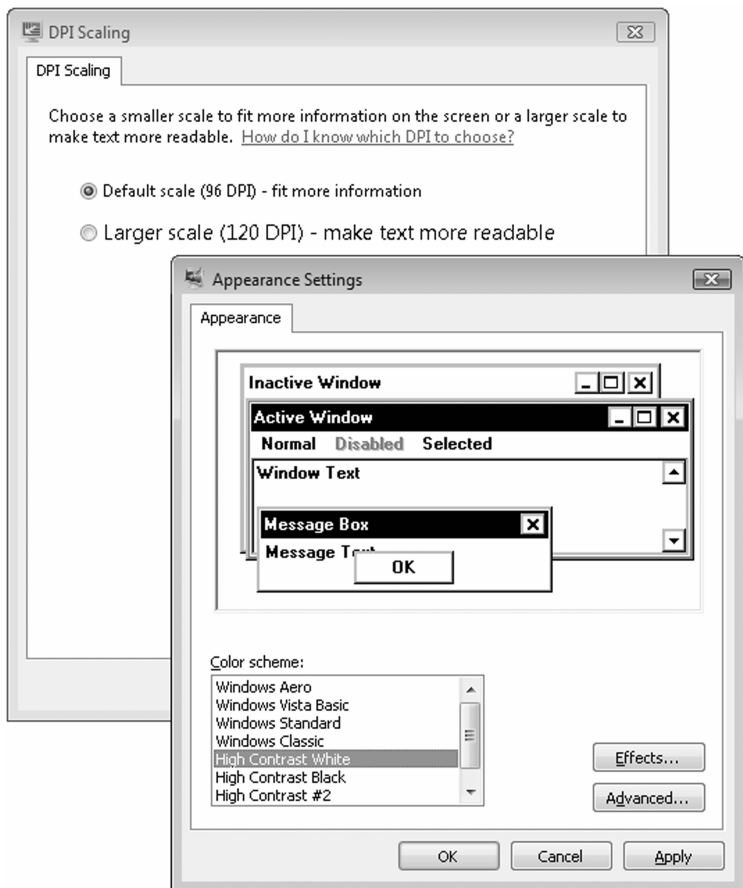 DPI Scaling
DPI Scaling
Choose a smaller scale to fit more information on the screen or a larger scale to
make text more readable. How do I know which DPI to choose?
Default scale (96 DPI) - fit more information
Larger scale (120 DPI) - make text more readable
Appearance Settings
Appearance
Inactive Window
Active Window
Normal Disabled Selected
Window Text
Message Box
Message Text
OK
Color scheme:
Windows Aero
Windows Vista Basic
Windows Standard
Windows Classic
High Contrast White
High Contrast Black
High Contrast #2
Effects...
Advanced...
OK Cancel Apply